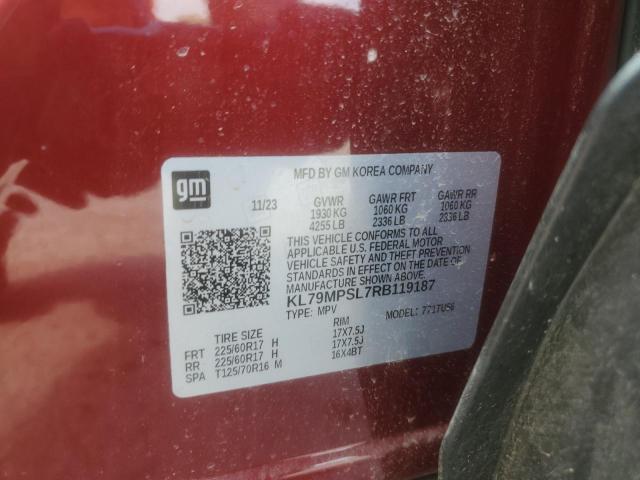 MFD BY GM KOREA COMPANY
gm
11/23 GVWR GAWR FRT GAWR RR
1930 KG 1060 KG 1060 KG
4255 LB 2336 LB 2336 LB
THIS VEHICLE CONFORMS TO ALL
APPLICABLE U.S. FEDERAL MOTOR
VEHICLE SAFETY AND THEFT PREVENTION
STANDARDS IN EFFECT ON THE DATE OF
MANUFACTURE SHOWN ABOVE.
KL79MPSL7RB119187
TYPE: MPV MODEL: 771TU56
TIRE SIZE RIM
FRT 225/60R17 H 17X7.5J
RR 225/60R17 H 17X7.5J
SPA T125/70R16 M 16X4BT